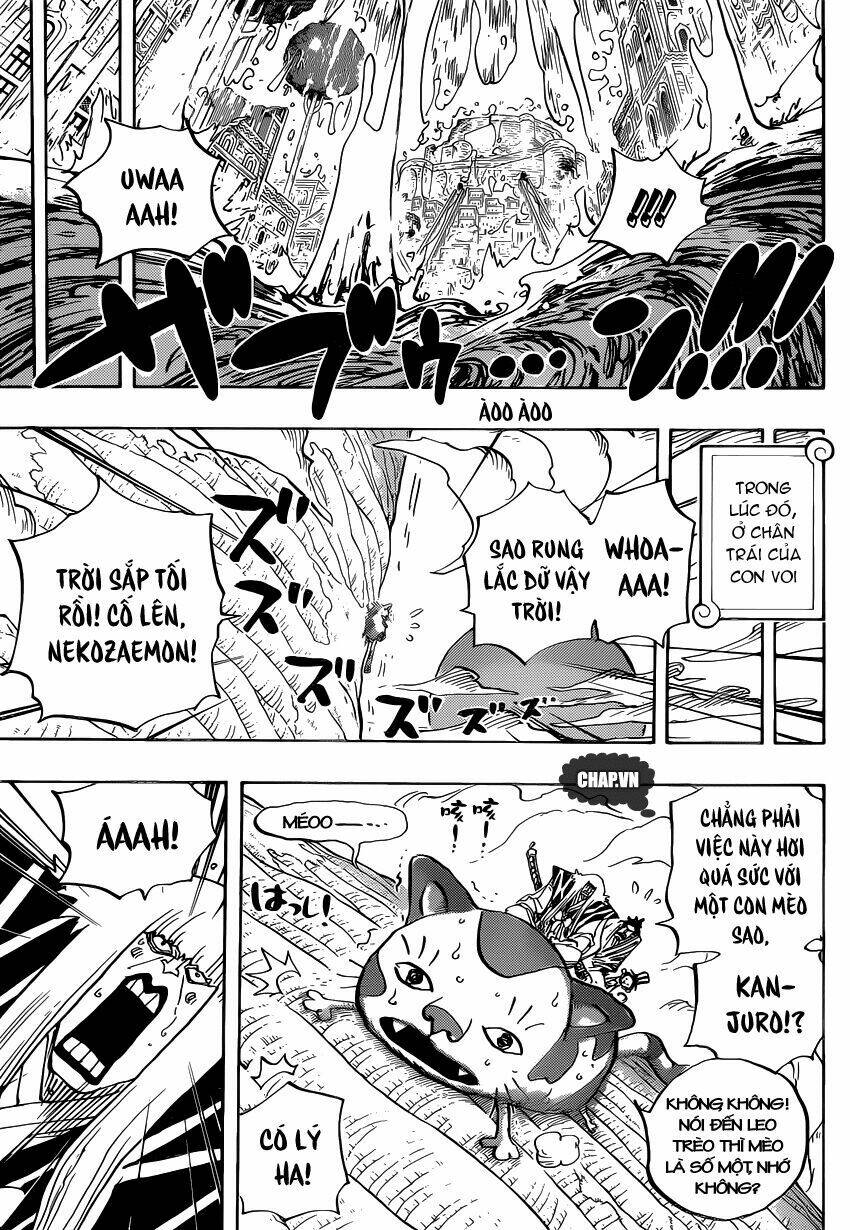 !!!!
UWAA
AAH!
ザブゥ…ン!!!!
ÀOO ÀOO
TRONG
LÚC ĐÓ,
Ở CHÂN
TRÁI CỦA
CON VOI
WHOA-
AAA!
SAO RUNG
LẮC DỮ VẬY
TRỜI!
ズズズ
ズズズ
TRỜI SẮP TỐI
RỒI! CỐ LÊN,
NEKOZAEMON!
CHAP.VN
CHẲNG PHẢI
VIỆC NÀY HƠI
QUÁ SỨC VỚI
MỘT CON MÈO
SAO,
KAN-
JURO!?
MÉOO
はっし!
KHÔNG, KHÔNG!
NÓI ĐẾN LEO
TRÈO THÌ MÈO
LÀ SỐ MỘT, NHỚ
KHÔNG?
ÁAAH!
CÓ LÝ
HA!